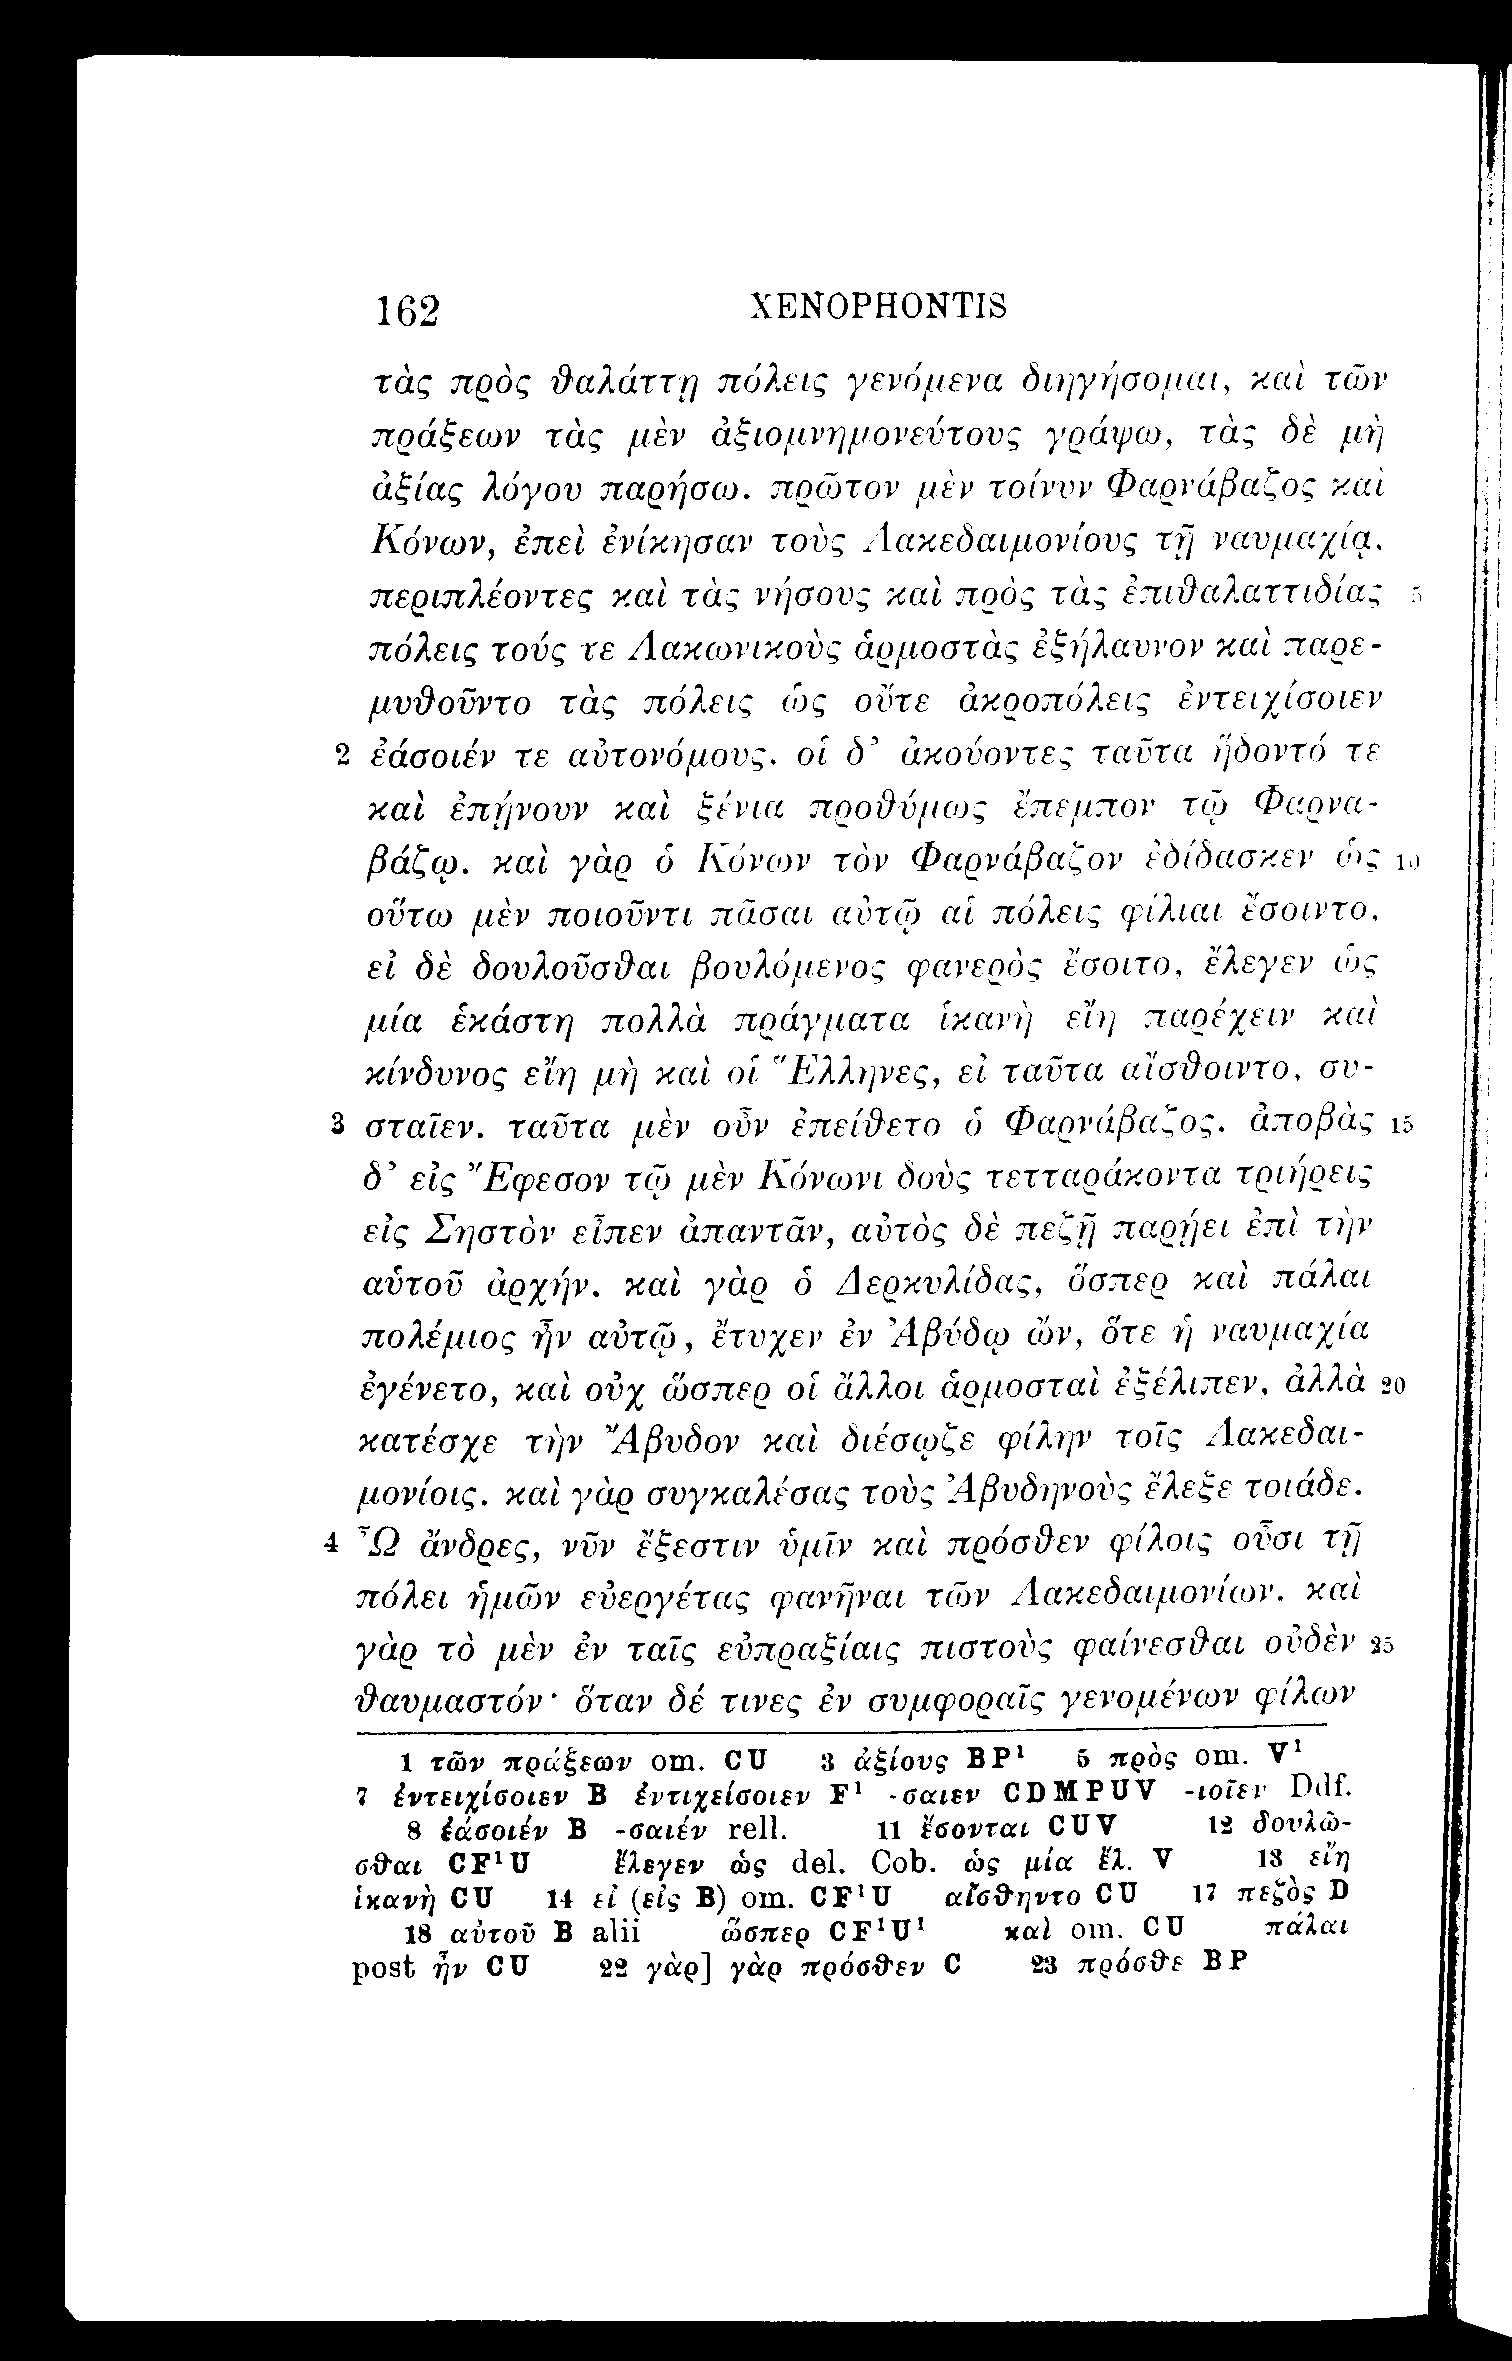 162 XENOPHONTIS
τὰς πρὸς θαλάττῃ πόλεις γενόμενα διηγήσομαι, καὶ τῶν
πράξεων τὰς μὲν ἀξιομνημονεύτους γράψω, τὰς δὲ μὴ
ἀξίας λόγου παρήσω. πρῶτον μὲν τοίνυν Φαρνάβαζος καὶ
Κόνων, ἐπεὶ ἐνίκησαν τοὺς Λακεδαιμονίους τῇ ναυμαχίᾳ,
περιπλέοντες καὶ τὰς νήσους καὶ πρὸς τὰς ἐπιθαλαττιδίας 5
πόλεις τούς τε Λακωνικοὺς ἁρμοστὰς ἐξήλαυνον καὶ παρε-
μυθοῦντο τὰς πόλεις ὡς οὔτε ἀκροπόλεις ἐντειχίσοιεν
2 ἐάσοιέν τε αὐτονόμους. οἱ δ᾽ ἀκούοντες ταῦτα ἥδοντό τε
καὶ ἐπῄνουν καὶ ξένια προθύμως ἔπεμπον τῷ Φαρνα-
βάζῳ. καὶ γὰρ ὁ Κόνων τὸν Φαρνάβαζον ἐδίδασκεν ὡς 10
οὕτω μὲν ποιοῦντι πᾶσαι αὐτῷ αἱ πόλεις φίλιαι ἔσοιντο,
εἰ δὲ δουλοῦσθαι βουλόμενος φανερὸς ἔσοιτο, ἔλεγεν ὡς
μία ἑκάστη πολλὰ πράγματα ἱκανὴ εἴη παρέχειν καὶ
κίνδυνος εἴη μὴ καὶ οἱ Ἕλληνες, εἰ ταῦτα αἴσθοιντο, συ-
3 σταῖεν. ταῦτα μὲν οὖν ἐπείθετο ὁ Φαρνάβαζος. ἀποβὰς 15
δ᾽ εἰς Ἔφεσον τῷ μὲν Κόνωνι δοὺς τετταράκοντα τριήρεις
εἰς Σηστὸν εἶπεν ἀπαντᾶν, αὐτὸς δὲ πεζῇ παρῄει ἐπὶ τὴν
αὑτοῦ ἀρχήν. καὶ γὰρ ὁ Δερκυλίδας, ὅσπερ καὶ πάλαι
πολέμιος ἦν αὐτῷ, ἔτυχεν ἐν Ἀβύδῳ ὤν, ὅτε ἡ ναυμαχία
ἐγένετο, καὶ οὐχ ὥσπερ οἱ ἄλλοι ἁρμοσταὶ ἐξέλιπεν, ἀλλὰ 20
κατέσχε τὴν Ἄβυδον καὶ διέσῳζε φίλην τοῖς Λακεδαι-
μονίοις. καὶ γὰρ συγκαλέσας τοὺς Ἀβυδηνοὺς ἔλεξε τοιάδε.
4 Ὦ ἄνδρες, νῦν ἔξεστιν ὑμῖν καὶ πρόσθεν φίλοις οὖσι τῇ
πόλει ἡμῶν εὐεργέτας φανῆναι τῶν Λακεδαιμονίων. καὶ
γὰρ τὸ μὲν ἐν ταῖς εὐπραξίαις πιστοὺς φαίνεσθαι οὐδὲν 25
θαυμαστόν· ὅταν δέ τινες ἐν συμφοραῖς γενομένων φίλων
1 τῶν πράξεων om. CU 3 ἀξίους BP¹ 5 πρὸς om. V¹
7 ἐντειχίσοιεν B ἐντιχείσοιεν F¹ -σαιεν CDMPUV -ιοῖεν Ddf.
8 ἐάσοιέν B -σαιέν rell. 11 ἔσονται CUV 12 δουλῶ-
σθαι CF¹U ἔλεγεν ὡς del. Cob. ὡς μία ἔλ. V 13 εἴη
ἱκανὴ CU 14 εἰ (εἰς B) om. CF¹U αἴσθηντο CU 17 πεζὸς D
18 αὐτοῦ B alii ὥσπερ CF¹U¹ καὶ om. CU πάλαι
post ἦν CU 22 γὰρ] γὰρ πρόσθεν C 23 πρόσθε BP